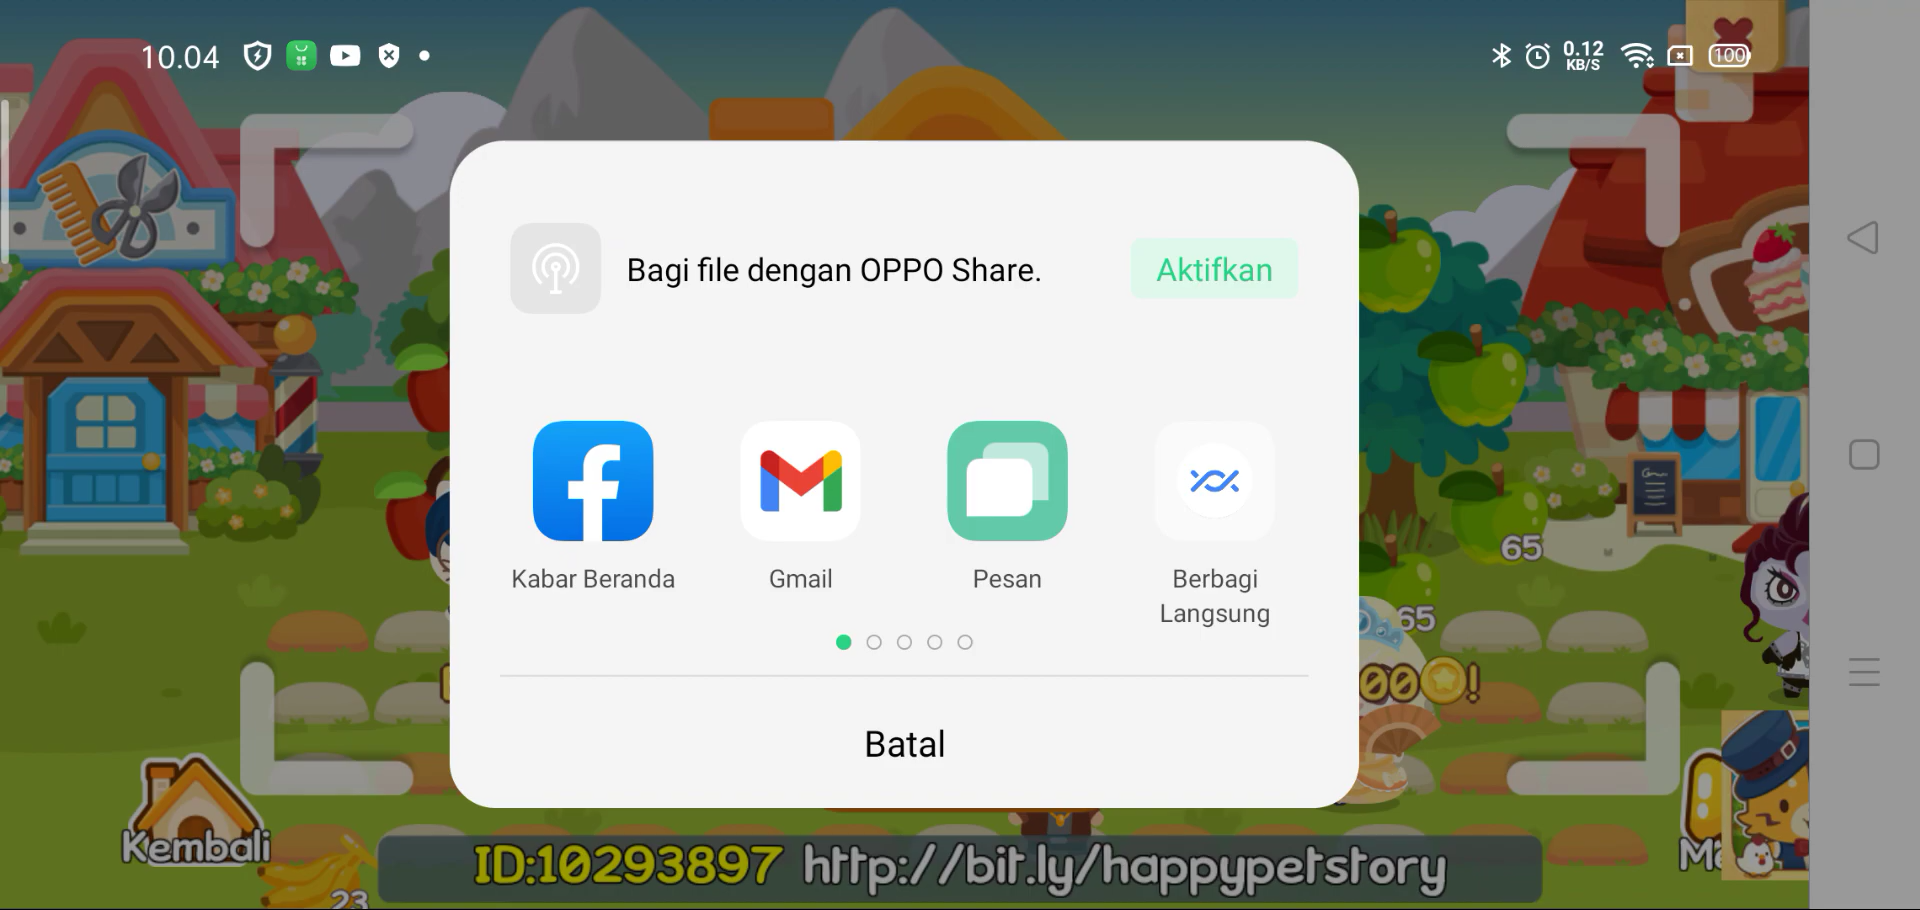 10.04
0.12
KB/S
100
Bagi file dengan OPPO Share.
Aktifkan
Kabar Beranda
Gmail
Pesan
Berbagi
Langsung
65
65
00!
Batal
Kembali
23
ID:10293897 http://bit.ly/happypetstory